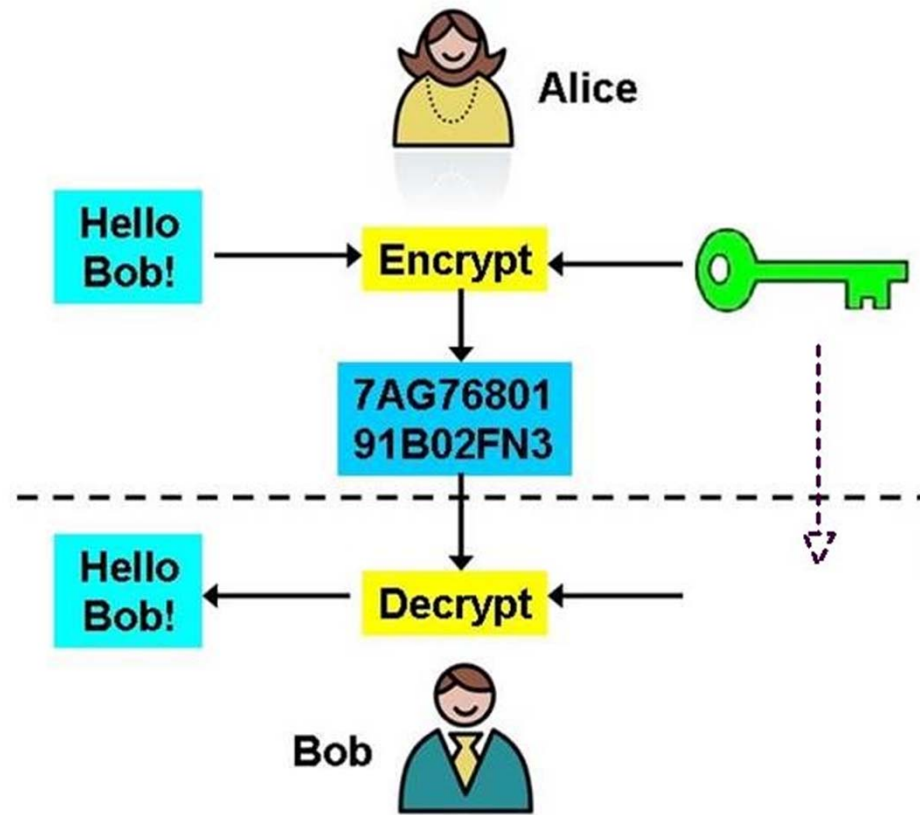 Alice
Hello
Bob!
Encrypt
7AG76801
91B02FN3
Hello
Bob!
Decrypt
Bob